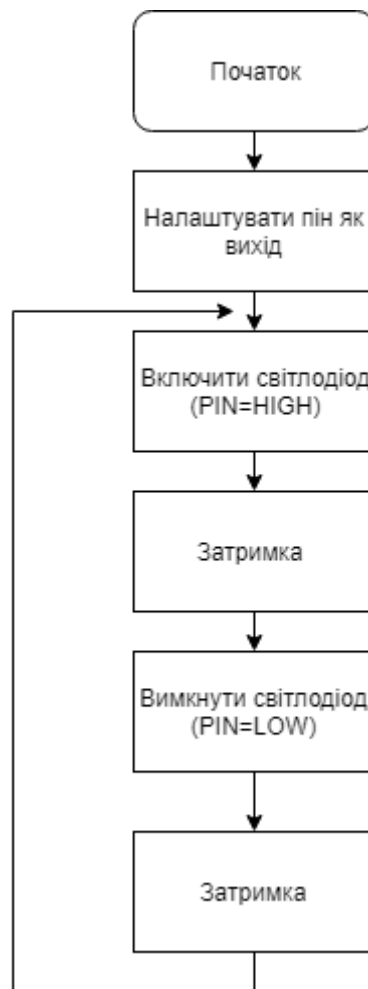 Початок
Налаштувати пін як
вихід
Включити світлодіод
(PIN=HIGH)
Затримка
Вимкнути світлодіод
(PIN=LOW)
Затримка